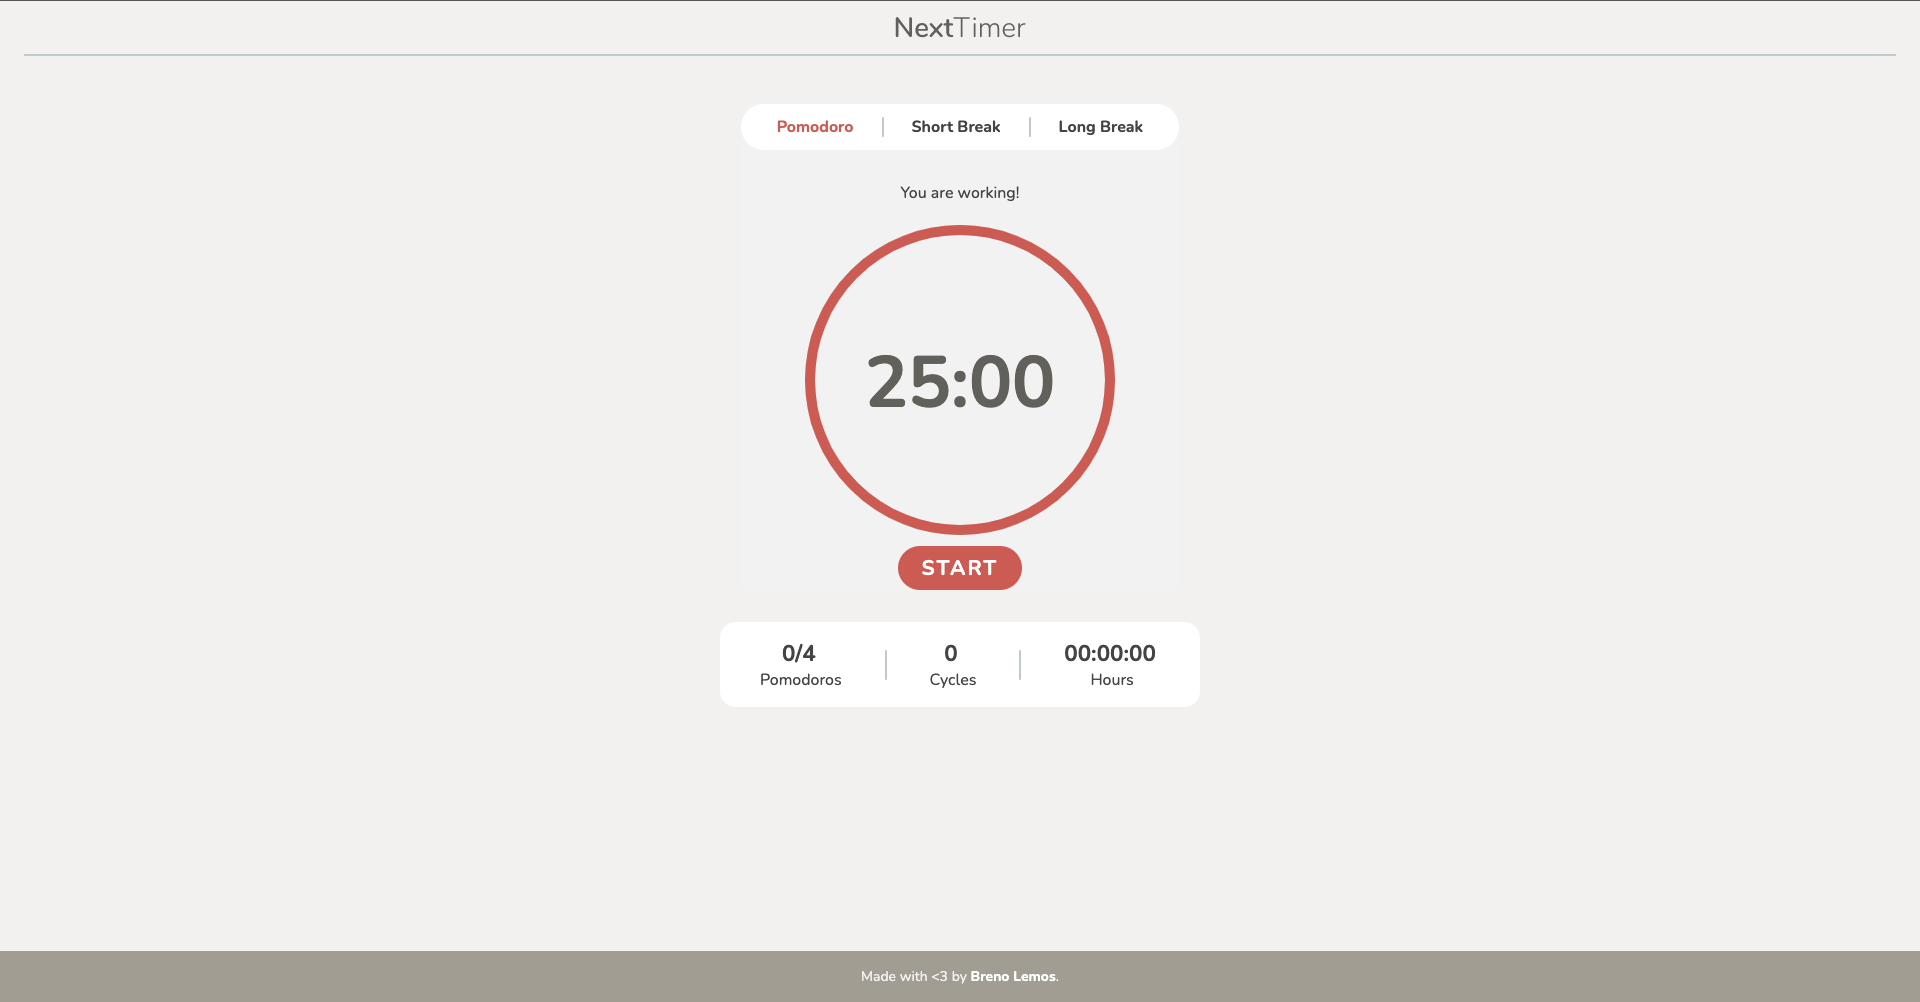 NextTimer
Pomodoro Short Break Long Break
You are working!
25:00
START
0/4 0 00:00:00
Pomodoros Cycles Hours
Made with <3 by Breno Lemos.